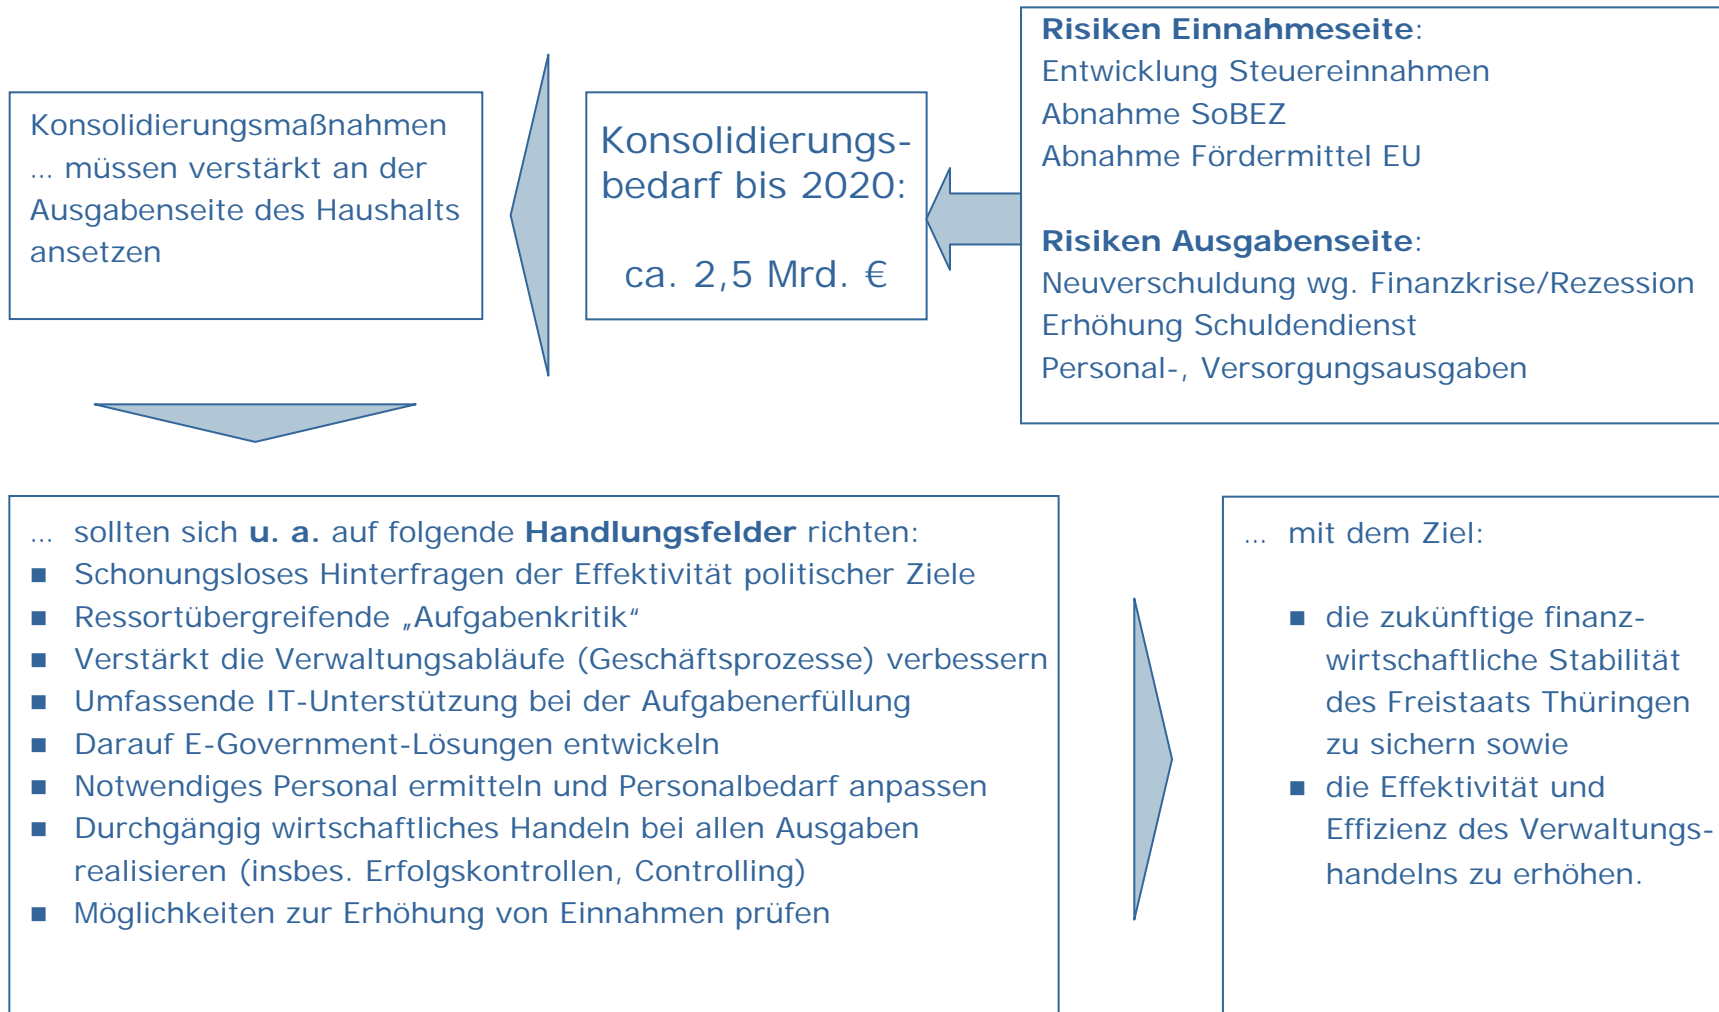 Risiken Einnahmeseite:
Entwicklung Steuereinnahmen
Abnahme SoBEZ
Abnahme Fördermittel EU
Risiken Ausgabenseite:
Neuverschuldung wg. Finanzkrise/Rezession
Erhöhung Schuldendienst
Personal-, Versorgungsausgaben
Konsolidierungs-
bedarf bis 2020:
ca. 2,5 Mrd. €
Konsolidierungsmaßnahmen
... müssen verstärkt an der
Ausgabenseite des Haushalts
ansetzen
... sollten sich u. a. auf folgende Handlungsfelder richten:
■ Schonungsloses Hinterfragen der Effektivität politischer Ziele
■ Ressortübergreifende „Aufgabenkritik“
■ Verstärkt die Verwaltungsabläufe (Geschäftsprozesse) verbessern
■ Umfassende IT-Unterstützung bei der Aufgabenerfüllung
■ Darauf E-Government-Lösungen entwickeln
■ Notwendiges Personal ermitteln und Personalbedarf anpassen
■ Durchgängig wirtschaftliches Handeln bei allen Ausgaben
realisieren (insbes. Erfolgskontrollen, Controlling)
■ Möglichkeiten zur Erhöhung von Einnahmen prüfen
... mit dem Ziel:
■ die zukünftige finanz-
wirtschaftliche Stabilität
des Freistaats Thüringen
zu sichern sowie
■ die Effektivität und
Effizienz des Verwaltungs-
handelns zu erhöhen.